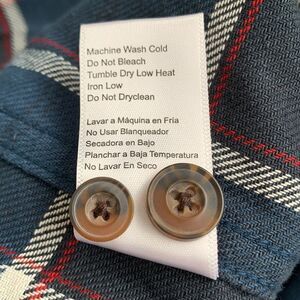 Machine Wash Cold
Do Not Bleach
Tumble Dry Low Heat
Iron Low
Do Not Dryclean
Lavar a Máquina en Fria
No Usar Blanqueador
Secadora en Bajo
Planchar a Baja Temperatura
No Lavar En Seco